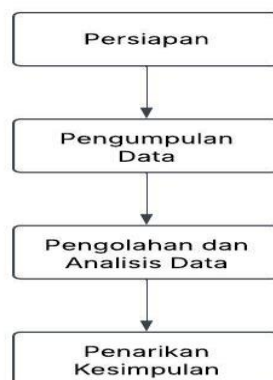 Persiapan
Pengumpulan
Data
Pengolahan dan
Analisis Data
Penarikan
Kesimpulan